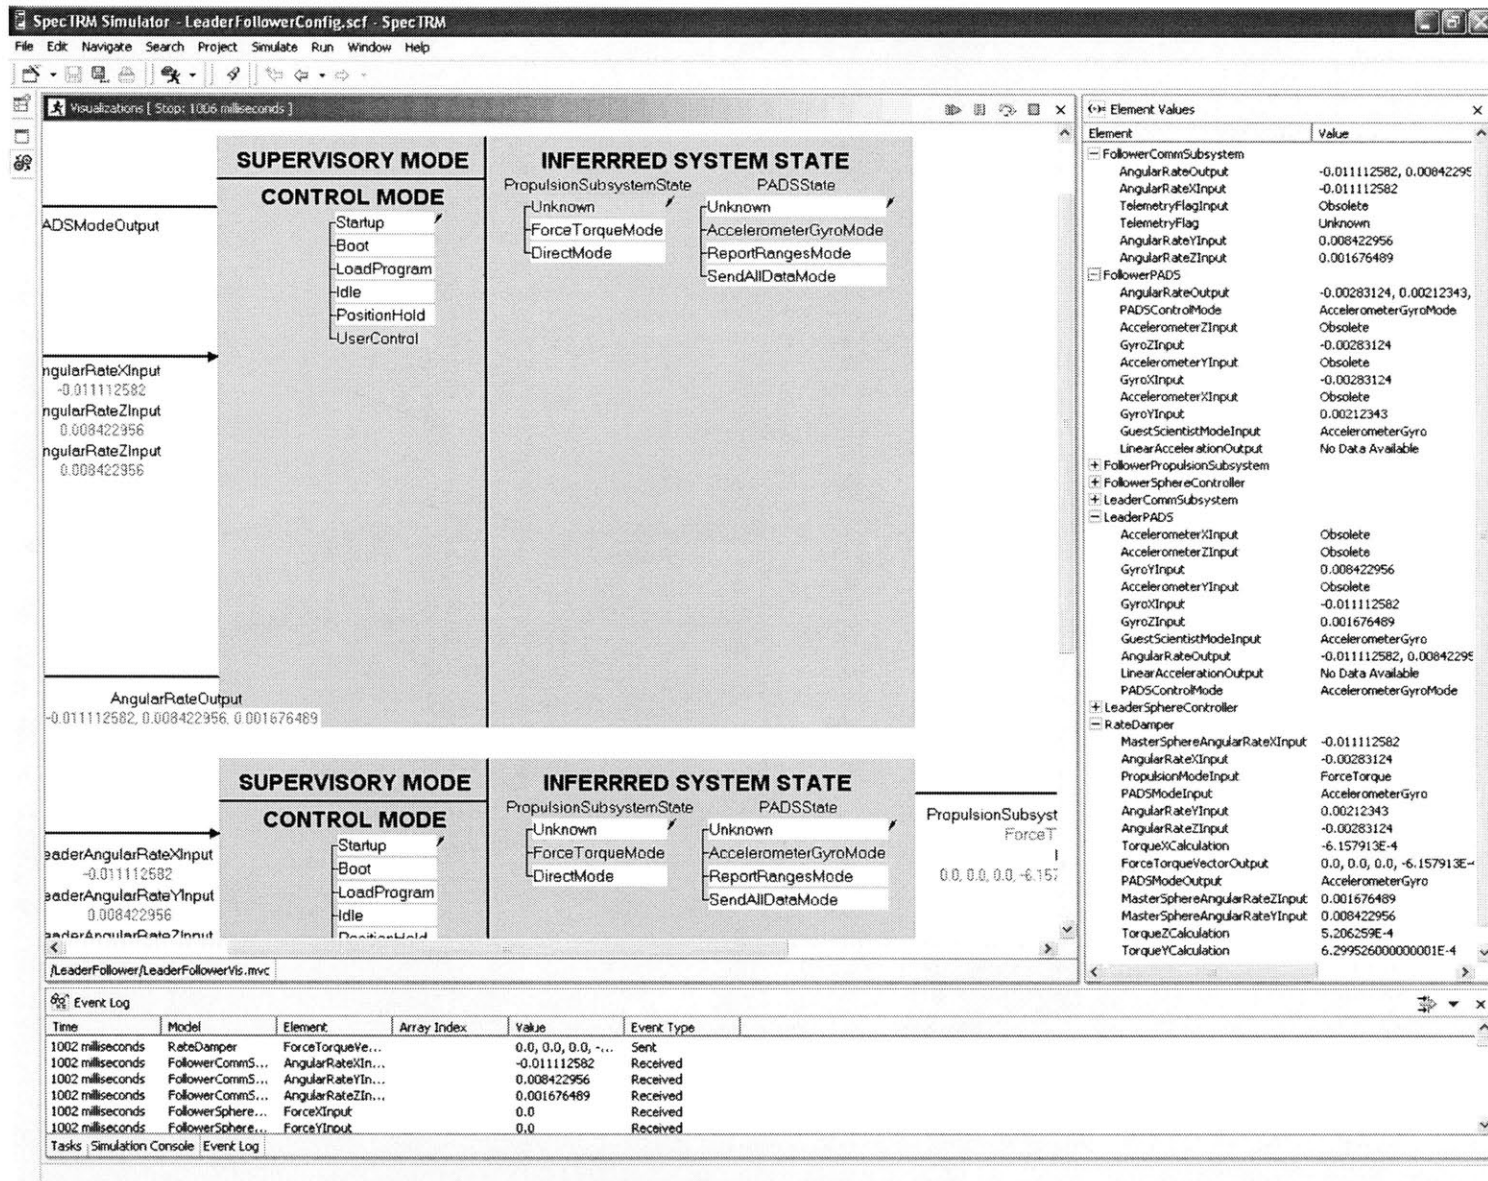 SpecTRM Simulator - LeaderFollowerConfig.scf - SpecTRM
File Edit Navigate Search Project Simulate Run Window Help
Visualizations [ Stop: 1006 milliseconds ]
SUPERVISORY MODE
CONTROL MODE
Startup
Boot
LoadProgram
Idle
PositionHold
UserControl
INFERRRED SYSTEM STATE
PropulsionSubsystemState
Unknown
ForceTorqueMode
DirectMode
PADSState
Unknown
AccelerometerGyroMode
ReportRangesMode
SendAllDataMode
ADSModeOutput
ngularRateXInput
-0.011112582
ngularRateZInput
0.008422956
ngularRateZInput
0.008422956
AngularRateOutput
-0.011112582, 0.008422956, 0.001676489
SUPERVISORY MODE
CONTROL MODE
Startup
Boot
LoadProgram
Idle
PositionHold
INFERRRED SYSTEM STATE
PropulsionSubsystemState
Unknown
ForceTorqueMode
DirectMode
PADSState
Unknown
AccelerometerGyroMode
ReportRangesMode
SendAllDataMode
eaderAngularRateXInput
-0.011112582
eaderAngularRateYInput
0.008422956
eaderAngularRateZInput
PropulsionSubsyst
ForceT
0.0, 0.0, 0.0, -6.157
/LeaderFollower/LeaderFollowerVis.mvc
Element Values
Element Value
FollowerCommSubsystem
AngularRateOutput -0.011112582, 0.00842295
AngularRateXInput -0.011112582
TelemetryFlagInput Obsolete
TelemetryFlag Unknown
AngularRateYInput 0.008422956
AngularRateZInput 0.001676489
FollowerPADS
AngularRateOutput -0.00283124, 0.00212343,
PADSControlMode AccelerometerGyroMode
AccelerometerZInput Obsolete
GyroZInput -0.00283124
AccelerometerYInput Obsolete
GyroXInput -0.00283124
AccelerometerXInput Obsolete
GyroYInput 0.00212343
GuestScientistModeInput AccelerometerGyro
LinearAccelerationOutput No Data Available
FollowerPropulsionSubsystem
FollowerSphereController
LeaderCommSubsystem
LeaderPADS
AccelerometerXInput Obsolete
AccelerometerZInput Obsolete
GyroYInput 0.008422956
AccelerometerYInput Obsolete
GyroXInput -0.011112582
GyroZInput 0.001676489
GuestScientistModeInput AccelerometerGyro
AngularRateOutput -0.011112582, 0.00842295
LinearAccelerationOutput No Data Available
PADSControlMode AccelerometerGyroMode
LeaderSphereController
RateDamper
MasterSphereAngularRateXInput -0.011112582
AngularRateXInput -0.00283124
PropulsionModeInput ForceTorque
PADSModeInput AccelerometerGyro
AngularRateYInput 0.00212343
AngularRateZInput -0.00283124
TorqueXCalculation -6.157913E-4
ForceTorqueVectorOutput 0.0, 0.0, 0.0, -6.157913E-
PADSModeOutput AccelerometerGyro
MasterSphereAngularRateZInput 0.001676489
MasterSphereAngularRateYInput 0.008422956
TorqueZCalculation 5.206259E-4
TorqueYCalculation 6.299526000000001E-4
Event Log
Time Model Element Array Index Value Event Type
1002 milliseconds RateDamper ForceTorqueVe... 0.0, 0.0, 0.0, -... Sent
1002 milliseconds FollowerCommS... AngularRateXIn... -0.011112582 Received
1002 milliseconds FollowerCommS... AngularRateYIn... 0.008422956 Received
1002 milliseconds FollowerCommS... AngularRateZIn... 0.001676489 Received
1002 milliseconds FollowerSphere... ForceXInput 0.0 Received
1002 milliseconds FollowerSphere... ForceYInput 0.0 Received
Tasks Simulation Console Event Log